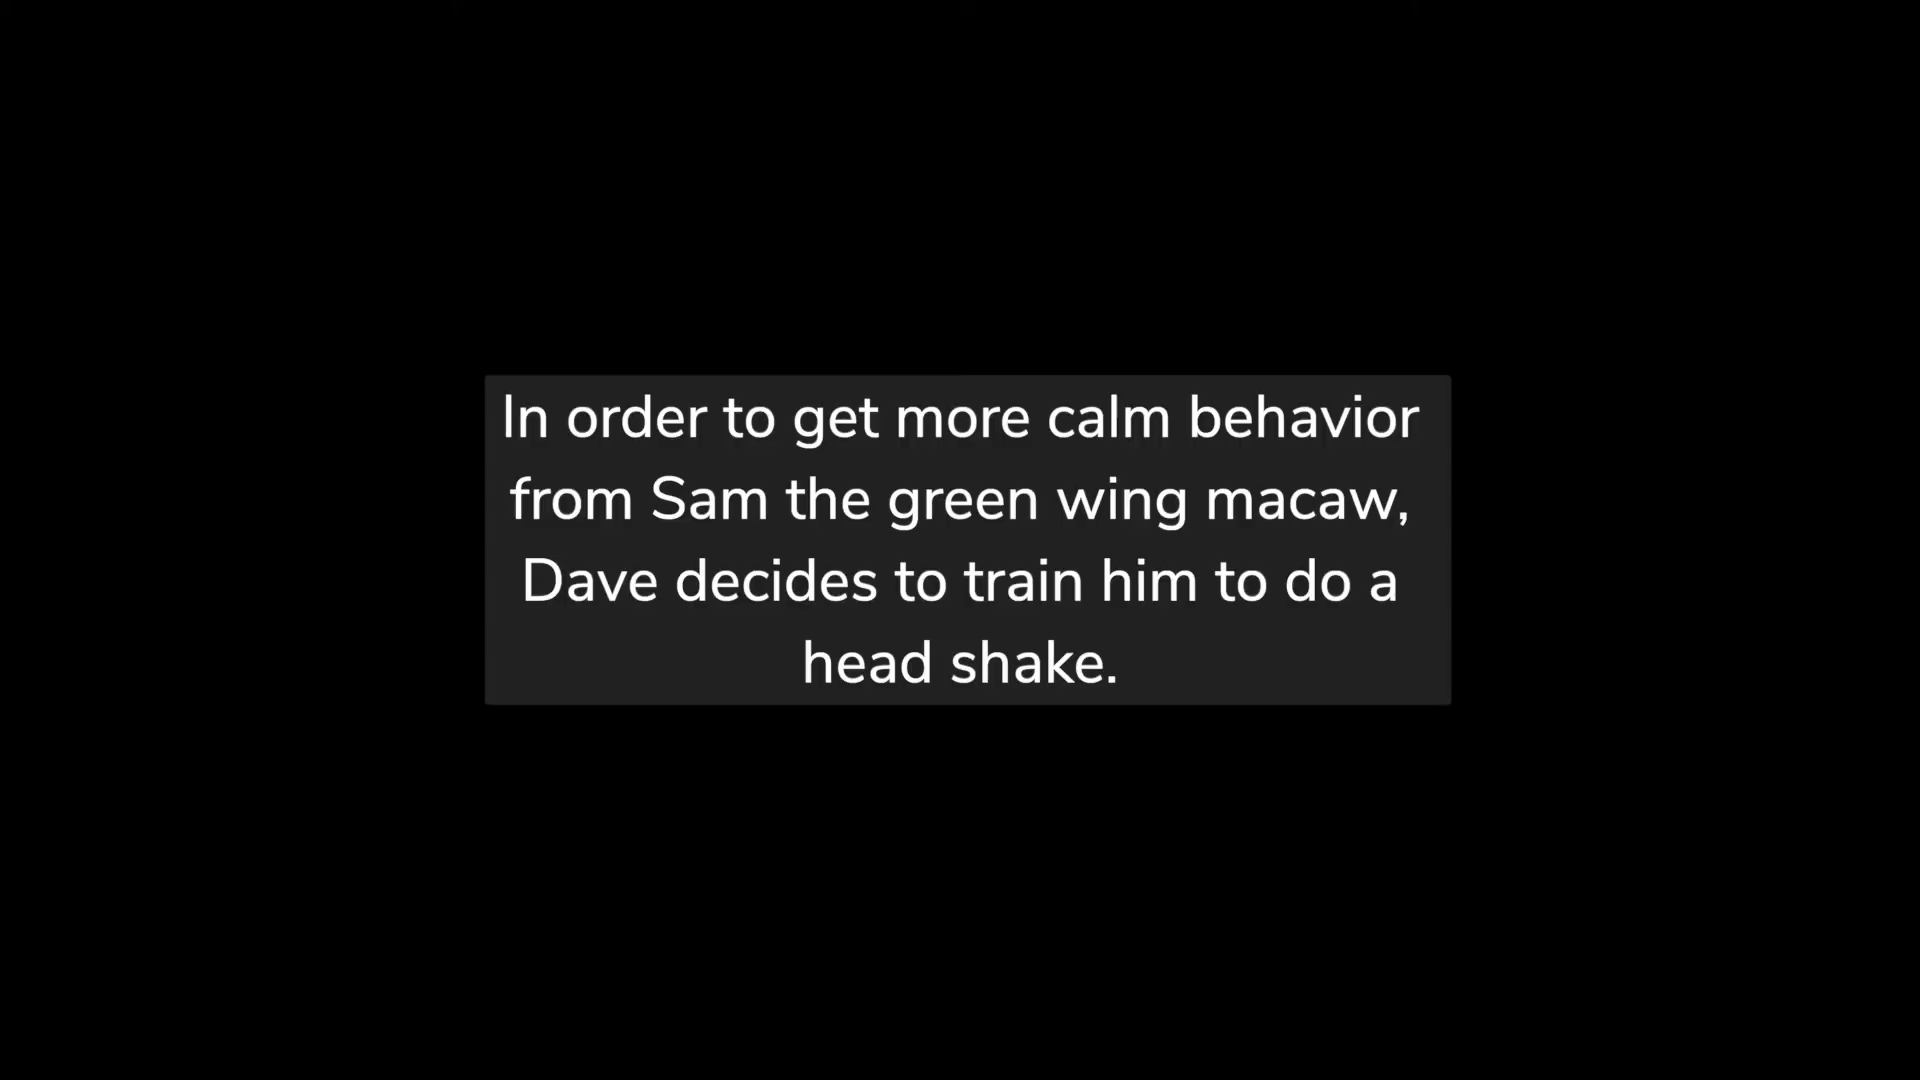 In order to get more calm behavior
from Sam the green wing macaw,
Dave decides to train him to do a
head shake.